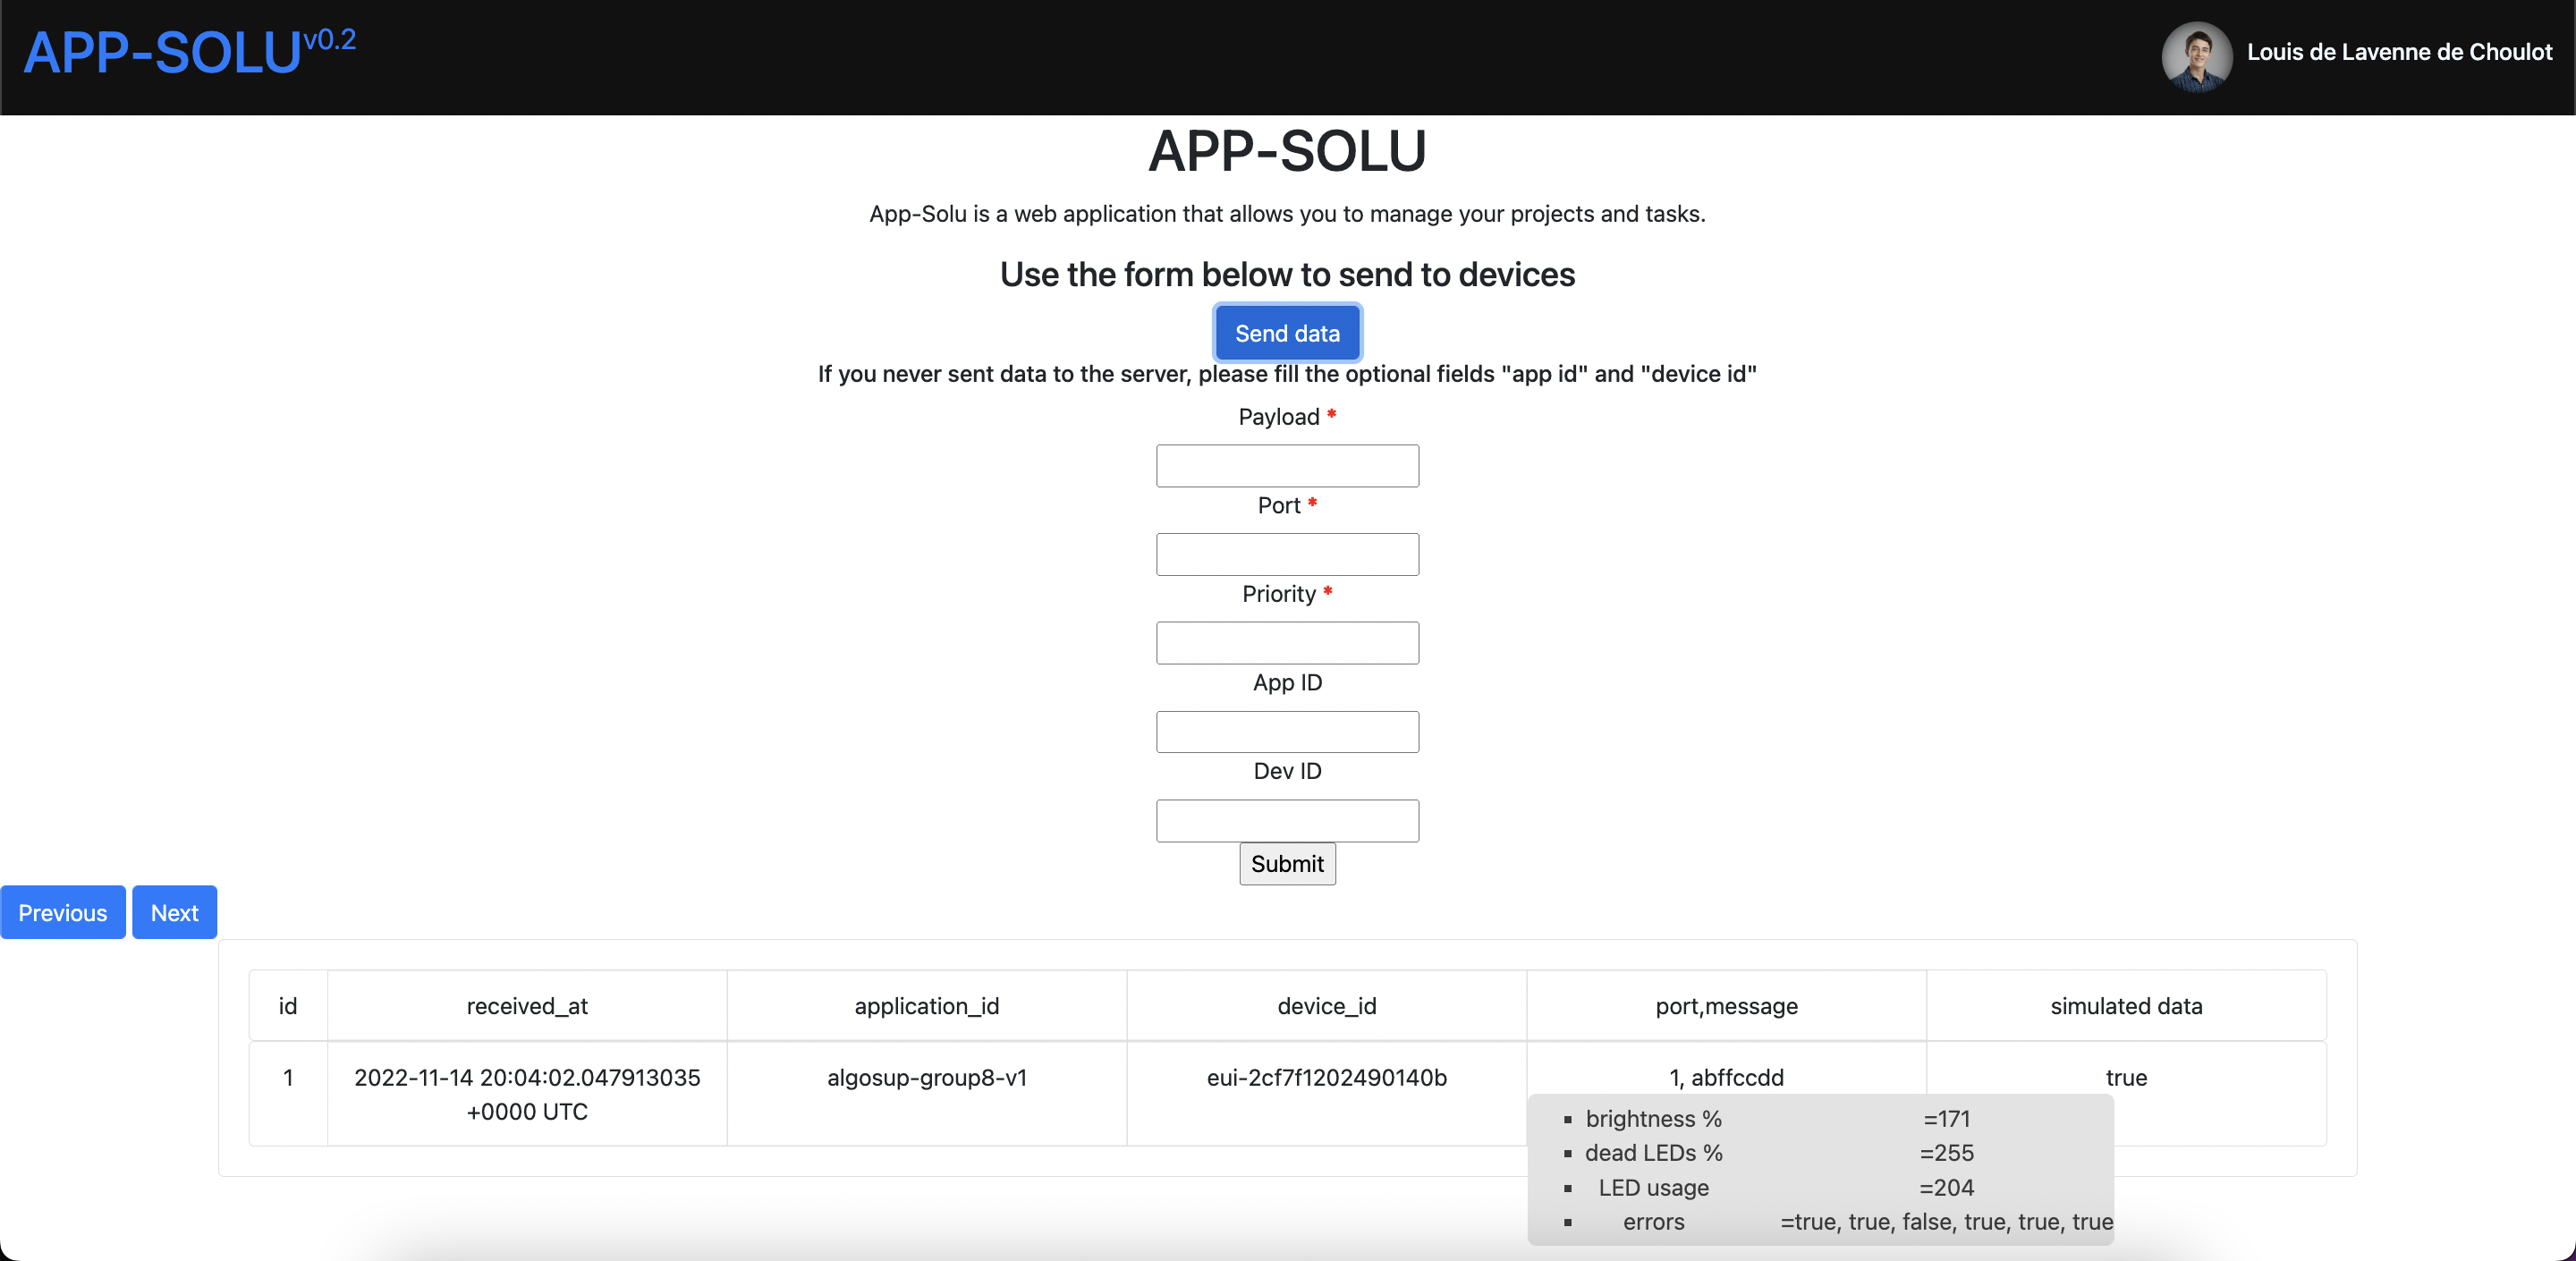 APP-SOLU v0.2
Louis de Lavenne de Choulot
APP-SOLU
App-Solu is a web application that allows you to manage your projects and tasks.
Use the form below to send to devices
Send data
If you never sent data to the server, please fill the optional fields "app id" and "device id"
Payload *
Port *
Priority *
App ID
Dev ID
Submit
Previous Next
id received_at application_id device_id port,message simulated data
1 2022-11-14 20:04:02.047913035 algosup-group8-v1 eui-2cf7f1202490140b 1, abffccdd true
+0000 UTC
▪ brightness % =171
▪ dead LEDs % =255
▪ LED usage =204
▪ errors =true, true, false, true, true, true